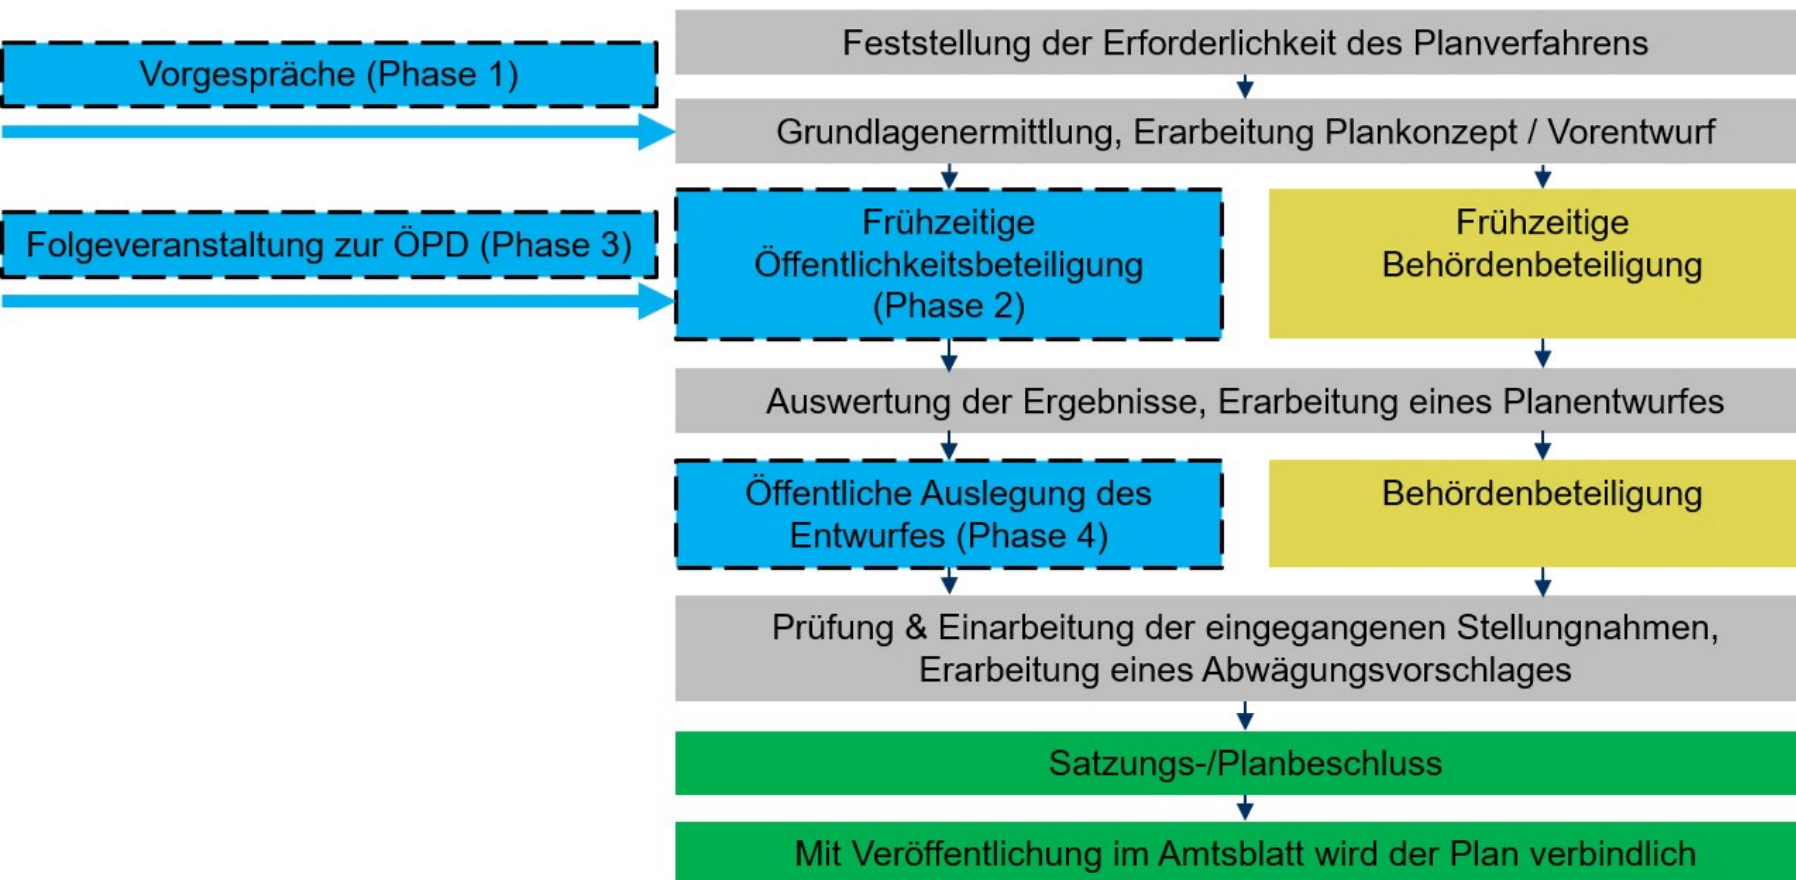 Feststellung der Erforderlichkeit des Planverfahrens
Vorgespräche (Phase 1)
Grundlagenermittlung, Erarbeitung Plankonzept / Vorentwurf
Folgeveranstaltung zur ÖPD (Phase 3)
Frühzeitige
Öffentlichkeitsbeteiligung
(Phase 2)
Frühzeitige
Behördenbeteiligung
Auswertung der Ergebnisse, Erarbeitung eines Planentwurfes
Öffentliche Auslegung des
Entwurfes (Phase 4)
Behördenbeteiligung
Prüfung & Einarbeitung der eingegangenen Stellungnahmen,
Erarbeitung eines Abwägungsvorschlages
Satzungs-/Planbeschluss
Mit Veröffentlichung im Amtsblatt wird der Plan verbindlich